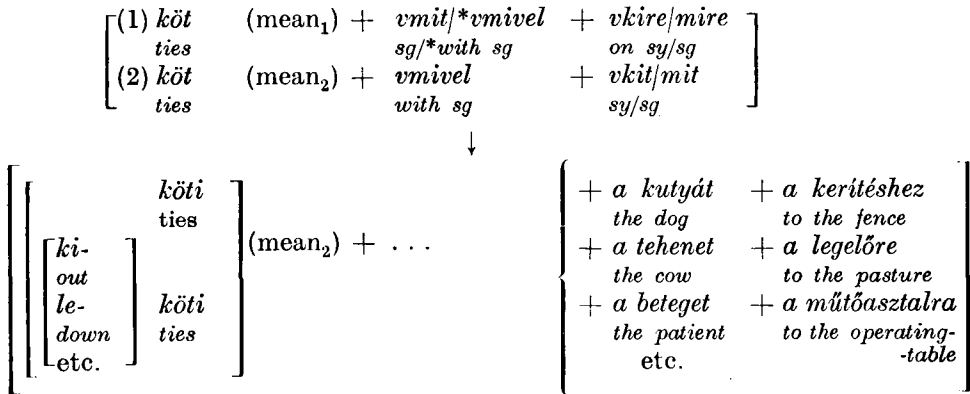 (1) köt (mean₁) + vmit/*vmivel + vkire/mire
ties sg/*with sg on sy/sg
(2) köt (mean₂) + vmivel + vkit/mit
ties with sg sy/sg
↓
köti + a kutyát + a kerítéshez
ties the dog to the fence
ki- (mean₂) + ... + a tehenet + a legelőre
out the cow to the pasture
le- köti + a beteget + a műtőasztalra
down ties the patient to the operating-
etc. etc. -table